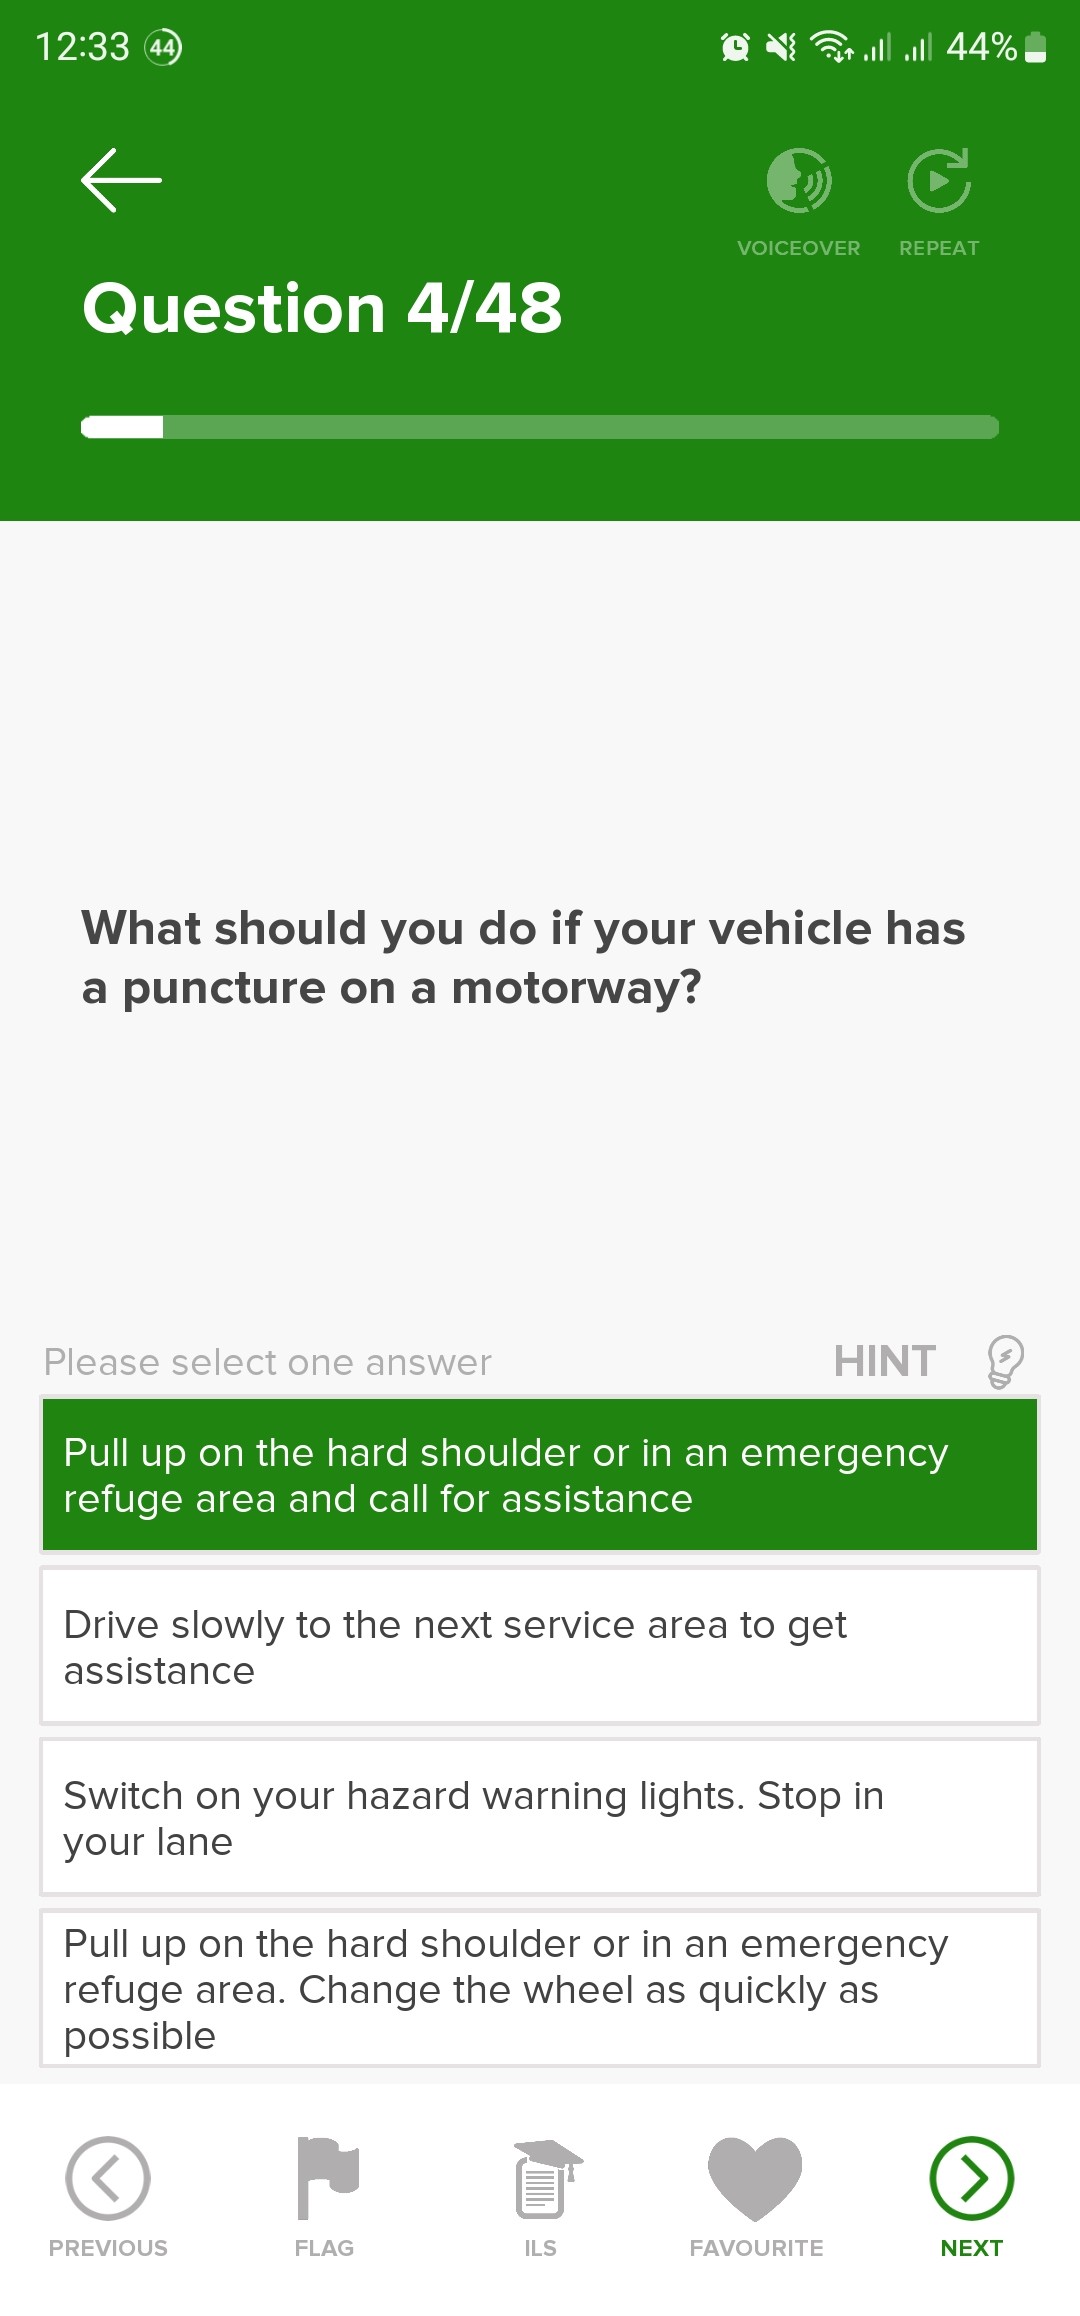 12:33 44 44%
VOICEOVER REPEAT
Question 4/48
What should you do if your vehicle has
a puncture on a motorway?
Please select one answer HINT
Pull up on the hard shoulder or in an emergency
refuge area and call for assistance
Drive slowly to the next service area to get
assistance
Switch on your hazard warning lights. Stop in
your lane
Pull up on the hard shoulder or in an emergency
refuge area. Change the wheel as quickly as
possible
PREVIOUS FLAG ILS FAVOURITE NEXT